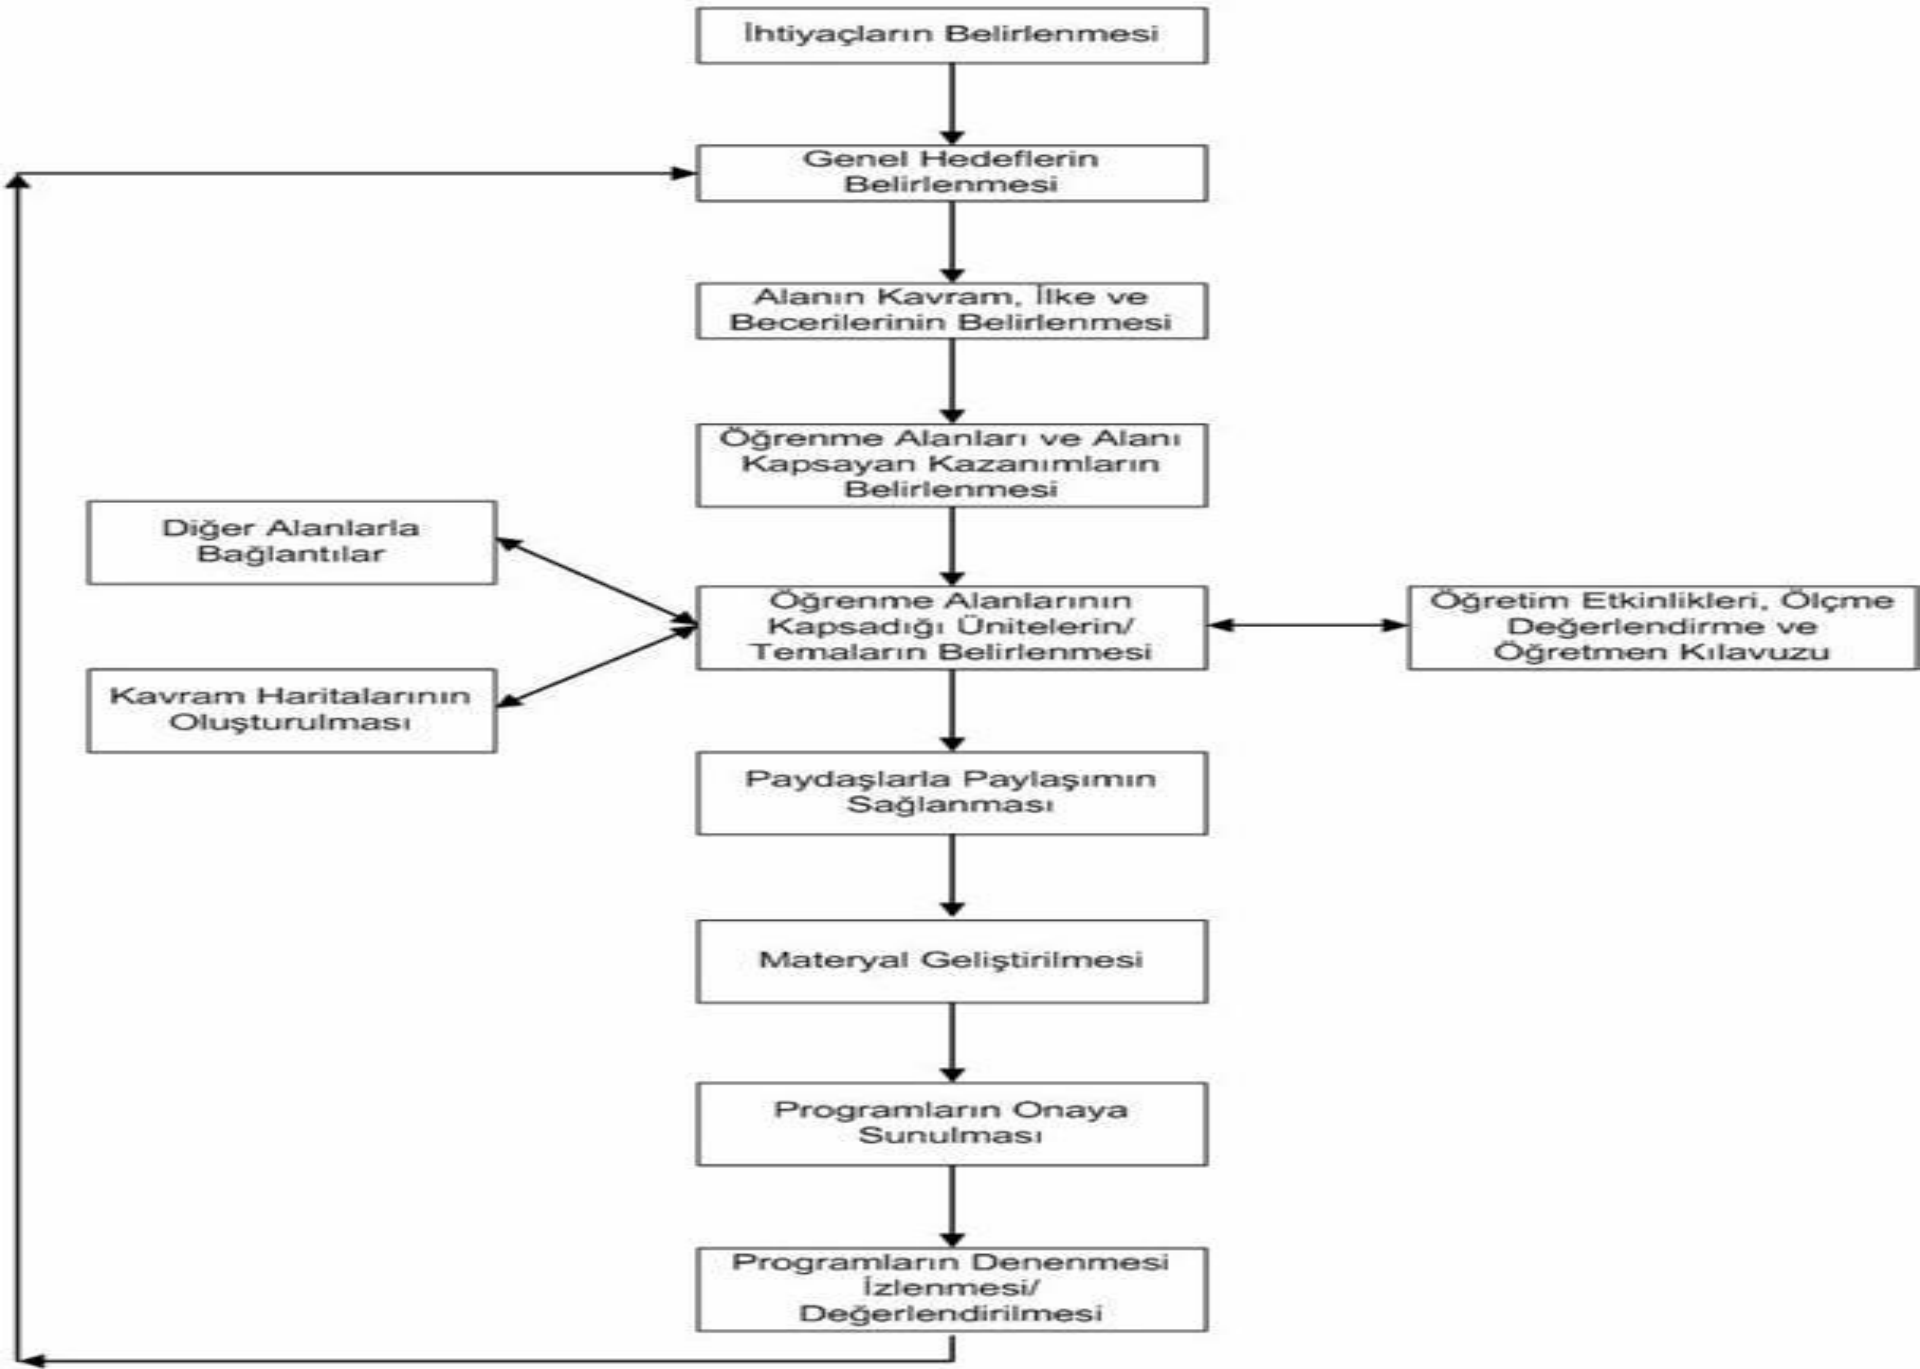 İhtiyaçların Belirlenmesi
Genel Hedeflerin
Belirlenmesi
Alanın Kavram, İlke ve
Becerilerinin Belirlenmesi
Öğrenme Alanları ve Alanı
Kapsayan Kazanımların
Belirlenmesi
Diğer Alanlarla
Bağlantılar
Öğrenme Alanlarının
Kapsadığı Ünitelerin/
Temaların Belirlenmesi
Öğretim Etkinlikleri, Ölçme
Değerlendirme ve
Öğretmen Kılavuzu
Kavram Haritalarının
Oluşturulması
Paydaşlarla Paylaşımın
Sağlanması
Materyal Geliştirilmesi
Programların Onaya
Sunulması
Programların Denenmesi
İzlenmesi/
Değerlendirilmesi